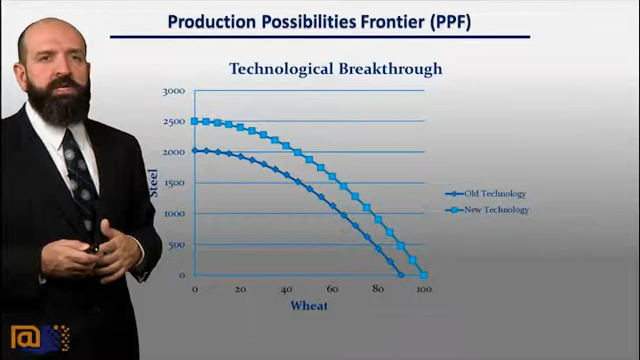 Production Possibilities Frontier (PPF)
Technological Breakthrough
3000
2500
2000
1500
1000
500
0
Steel
0 20 40 60 80 100
Wheat
Old Technology
New Technology
@